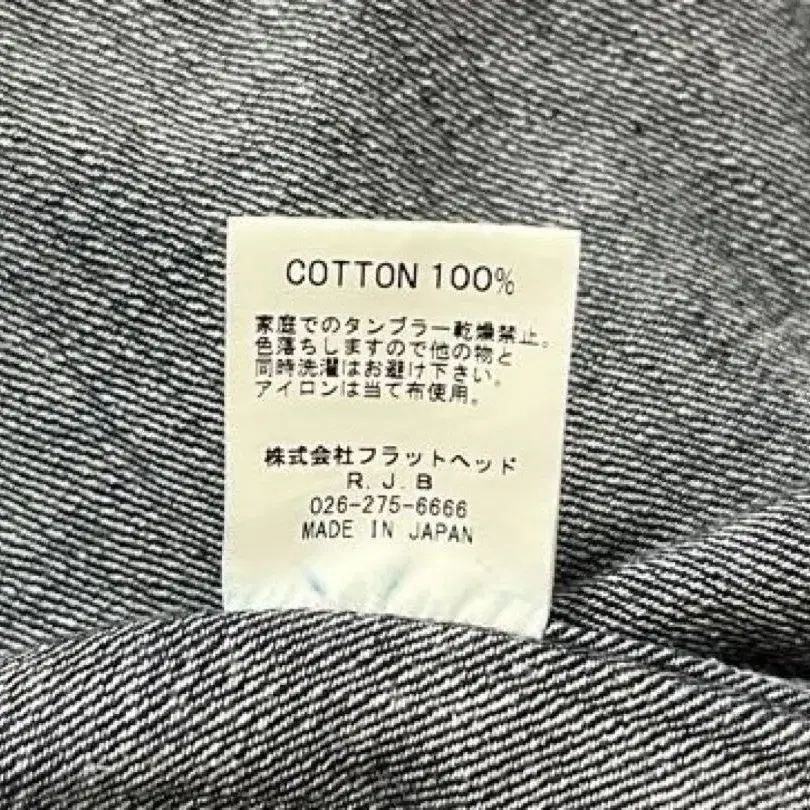 COTTON 100%
家庭でのタンブラー乾燥禁止。
色落ちしますので他の物と
同時洗濯はお避け下さい。
アイロンは当て布使用。
株式会社フラットヘッド
R.J.B
026-275-6666
MADE IN JAPAN